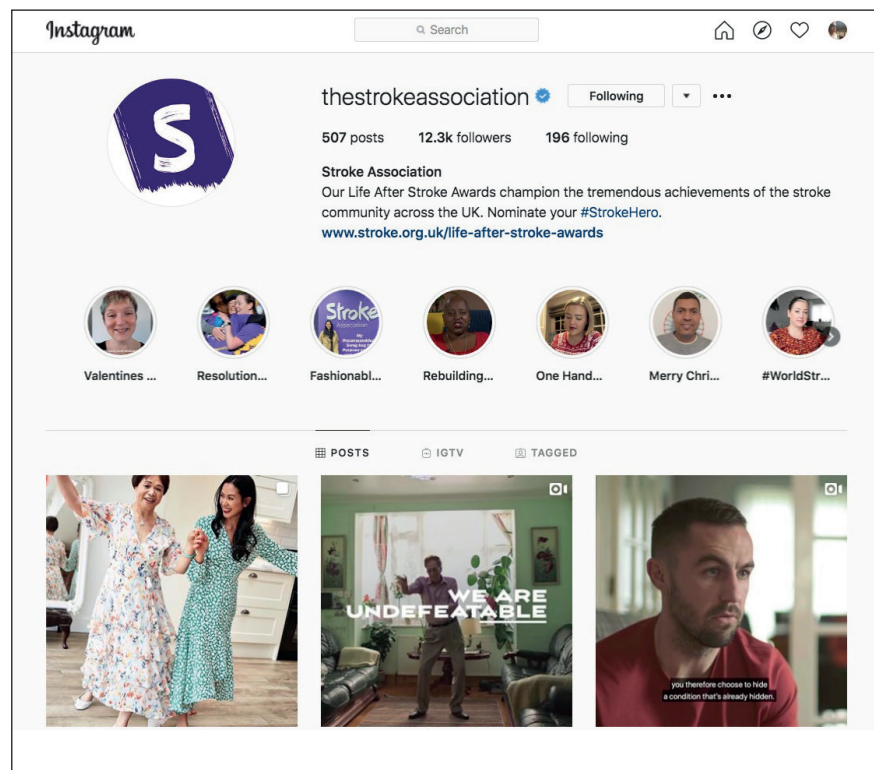 Instagram
Search
thestrokeassociation
Following
507 posts 12.3k followers 196 following
Stroke Association
Our Life After Stroke Awards champion the tremendous achievements of the stroke
community across the UK. Nominate your #StrokeHero.
www.stroke.org.uk/life-after-stroke-awards
S
Stroke
Association
Valentines ...
Resolution...
Fashionabl...
Rebuilding...
One Hand...
Merry Chri...
#WorldStr...
POSTS
IGTV
TAGGED
WE ARE
UNDEFEATABLE
you therefore choose to hide
a condition that's already hidden.